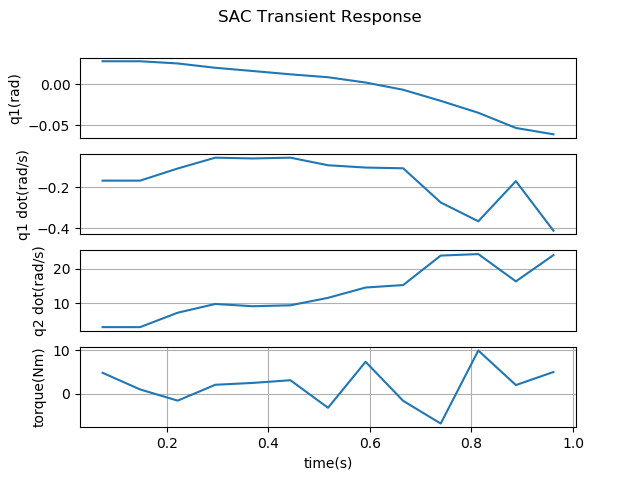 SAC Transient Response
q1(rad)
0.00
−0.05
q1 dot(rad/s)
−0.2
−0.4
q2 dot(rad/s)
20
10
torque(Nm)
10
0
0.2 0.4 0.6 0.8 1.0
time(s)